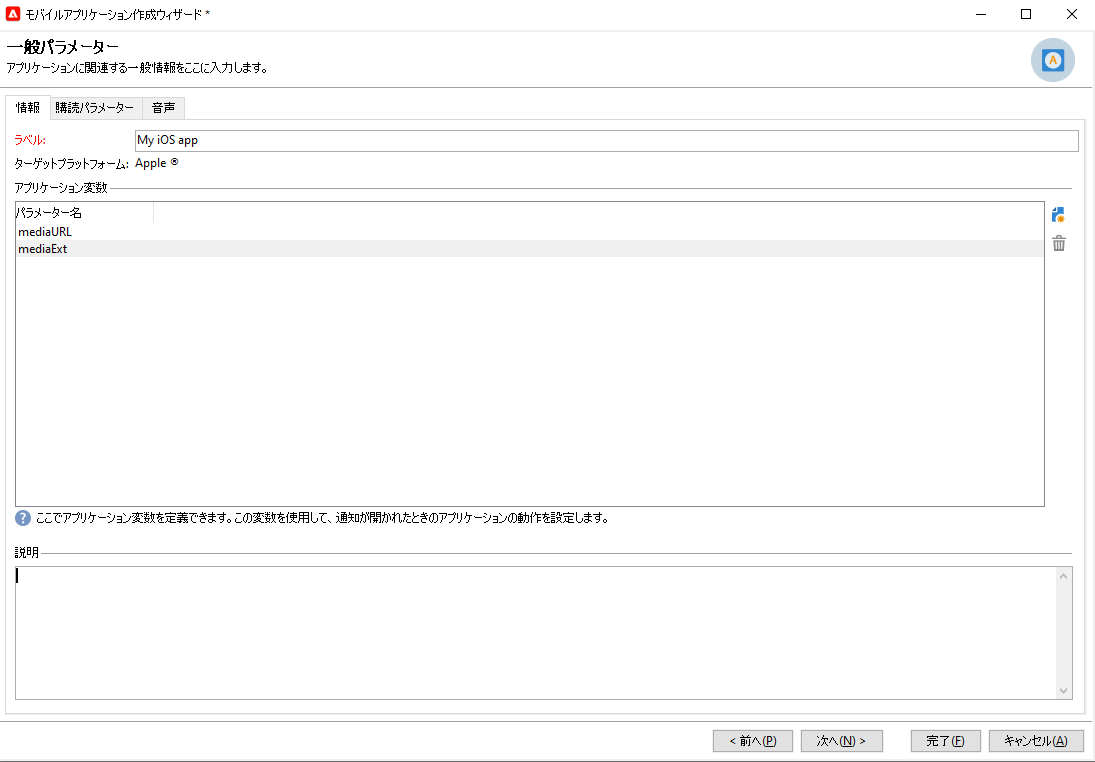 モバイルアプリケーション作成ウィザード *
一般パラメーター
アプリケーションに関連する一般情報をここに入力します。
情報 購読パラメーター 音声
ラベル: My iOS app
ターゲットプラットフォーム: Apple ®
アプリケーション変数
パラメーター名
mediaURL
mediaExt
? ここでアプリケーション変数を定義できます。この変数を使用して、通知が開かれたときのアプリケーションの動作を設定します。
説明
< 前へ(P) 次へ(N) > 完了(F) キャンセル(A)